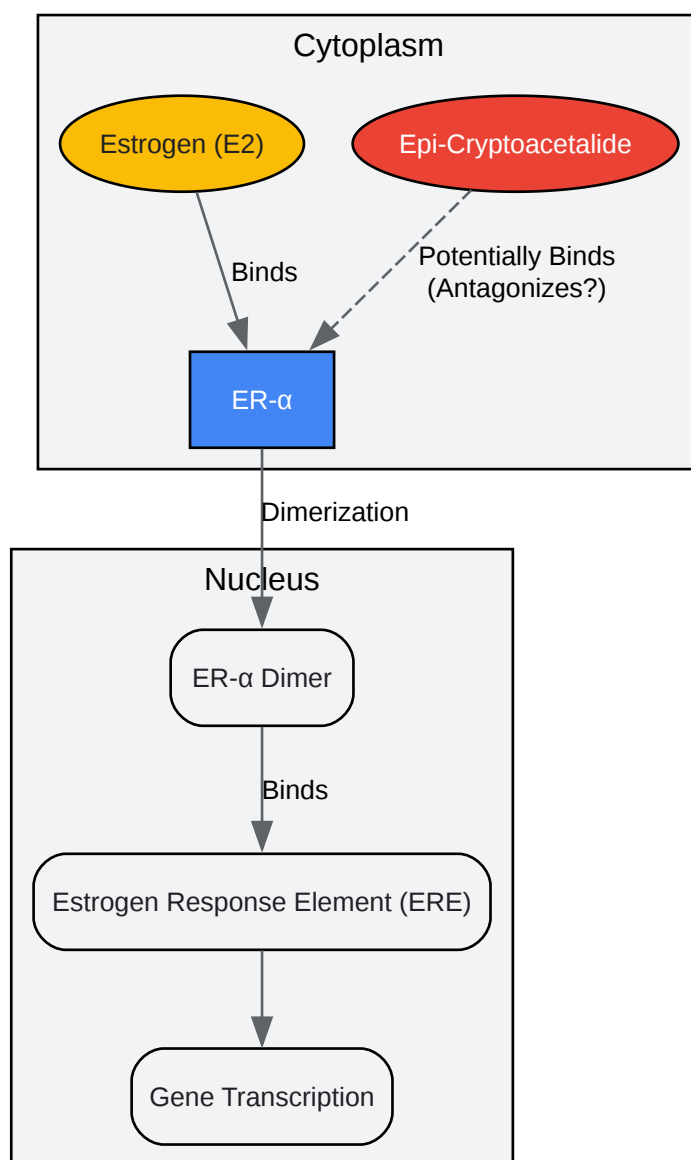 Cytoplasm
Estrogen (E2)
Epi-Cryptoacetalide
Binds
Potentially Binds
(Antagonizes?)
ER-α
Dimerization
Nucleus
ER-α Dimer
Binds
Estrogen Response Element (ERE)
Gene Transcription